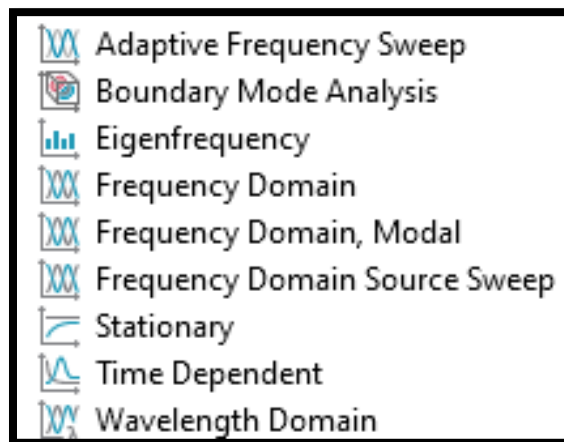 Adaptive Frequency Sweep
Boundary Mode Analysis
Eigenfrequency
Frequency Domain
Frequency Domain, Modal
Frequency Domain Source Sweep
Stationary
Time Dependent
Wavelength Domain